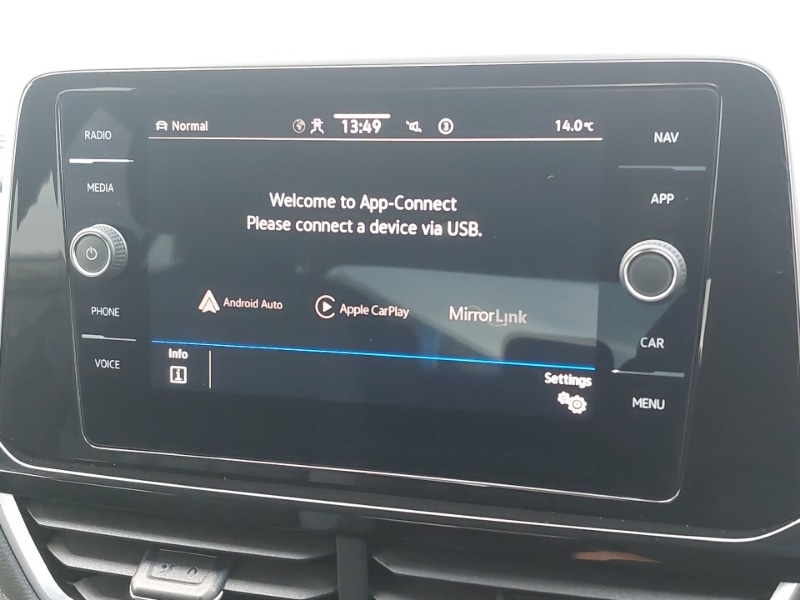 RADIO
MEDIA
PHONE
VOICE
Normal
13:49
3
14.0°C
Welcome to App-Connect
Please connect a device via USB.
Android Auto
Apple CarPlay
MirrorLink
Info
i
Settings
NAV
APP
CAR
MENU